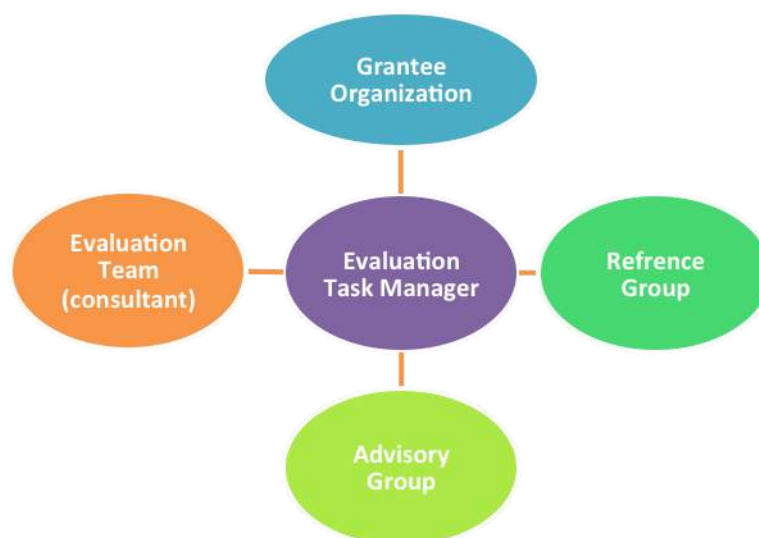 Grantee
Organization
Evaluation
Team
(consultant)
Evaluation
Task Manager
Refrence
Group
Advisory
Group